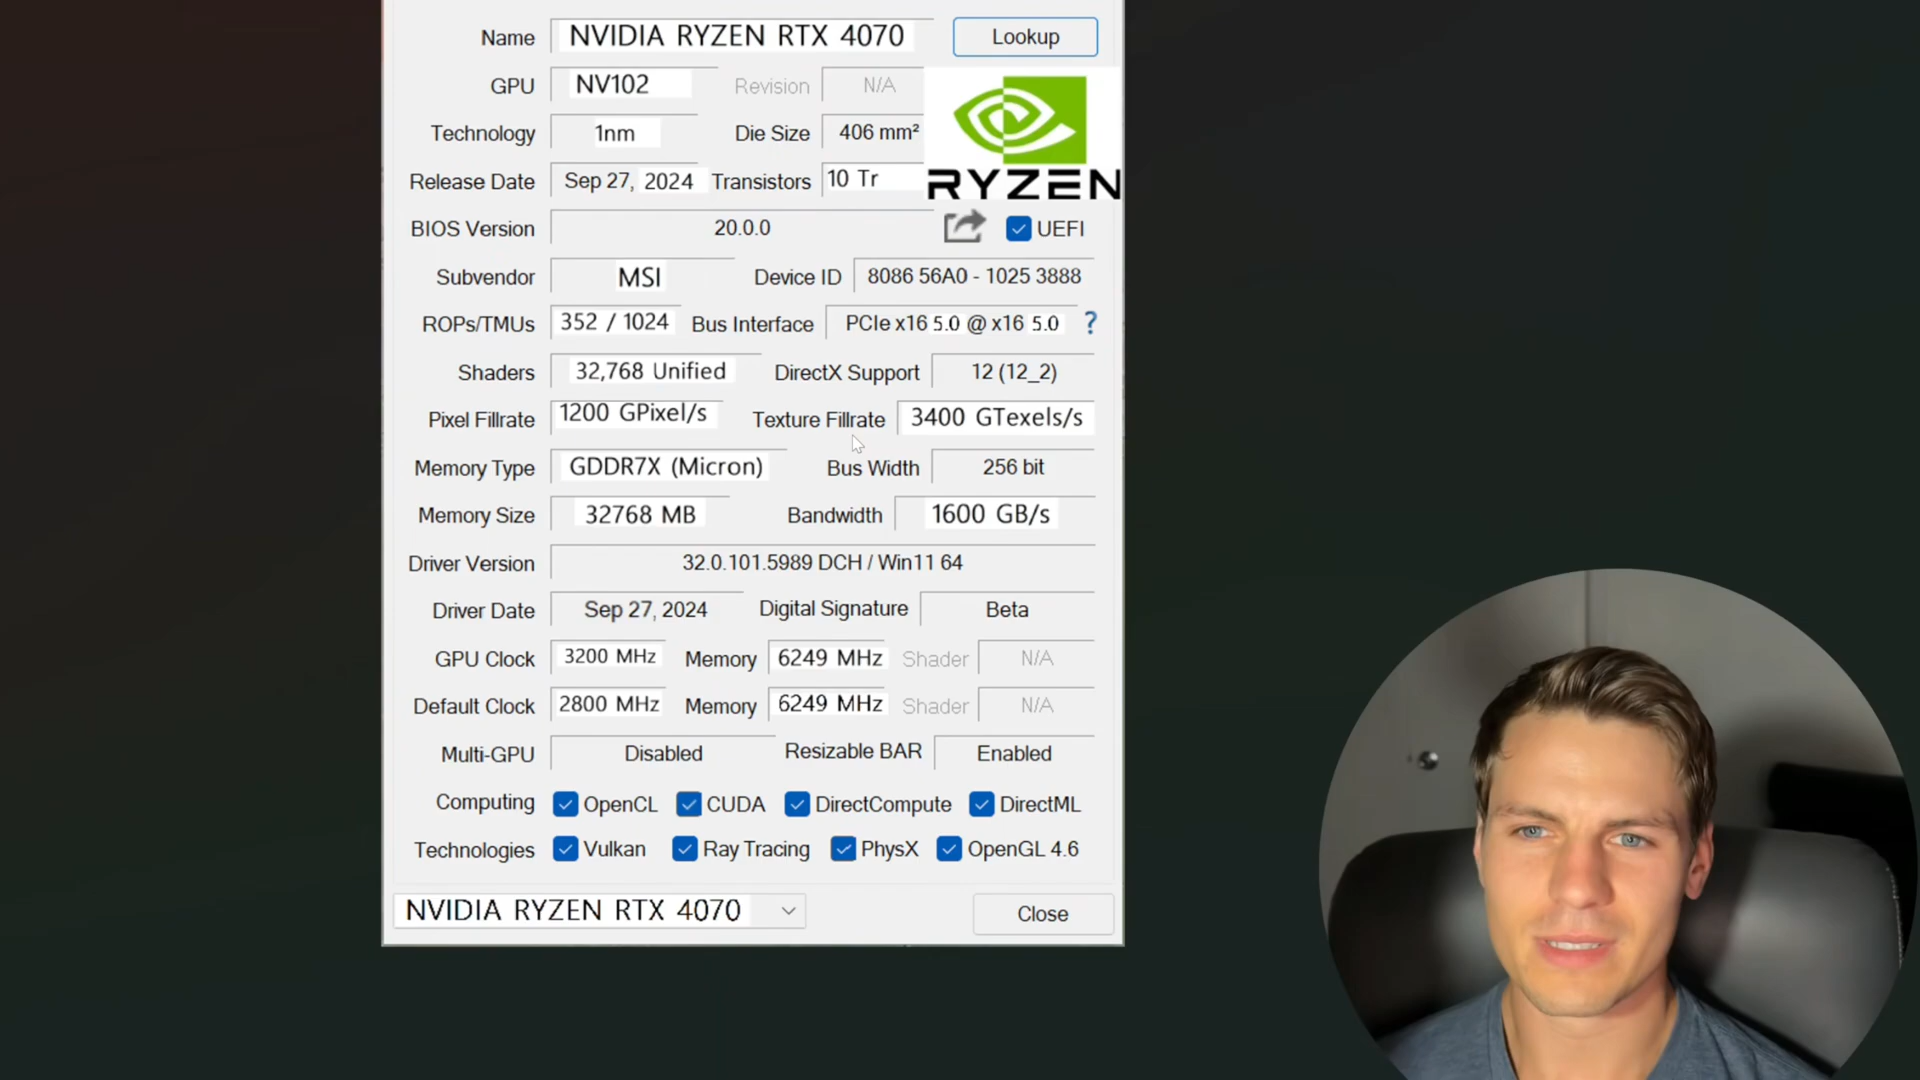 Name NVIDIA RYZEN RTX 4070 Lookup
GPU NV102 Revision N/A
Technology 1nm Die Size 406 mm²
Release Date Sep 27, 2024 Transistors 10 Tr
RYZEN
BIOS Version 20.0.0 UEFI
Subvendor MSI Device ID 8086 56A0 - 1025 3888
ROPs/TMUs 352 / 1024 Bus Interface PCIe x16 5.0 @ x16 5.0 ?
Shaders 32,768 Unified DirectX Support 12 (12_2)
Pixel Fillrate 1200 GPixel/s Texture Fillrate 3400 GTexels/s
Memory Type GDDR7X (Micron) Bus Width 256 bit
Memory Size 32768 MB Bandwidth 1600 GB/s
Driver Version 32.0.101.5989 DCH / Win11 64
Driver Date Sep 27, 2024 Digital Signature Beta
GPU Clock 3200 MHz Memory 6249 MHz Shader N/A
Default Clock 2800 MHz Memory 6249 MHz Shader N/A
Multi-GPU Disabled Resizable BAR Enabled
Computing OpenCL CUDA DirectCompute DirectML
Technologies Vulkan Ray Tracing PhysX OpenGL 4.6
NVIDIA RYZEN RTX 4070 Close